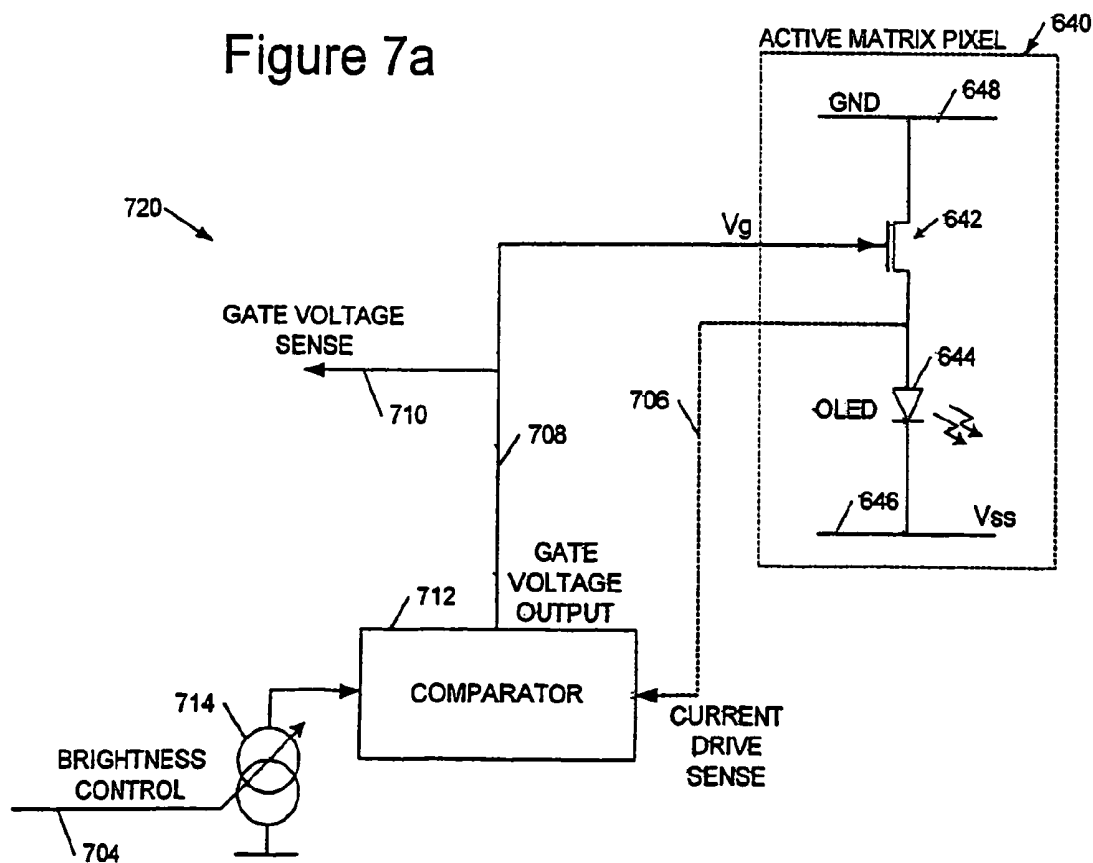 Figure 7a
ACTIVE MATRIX PIXEL
640
GND
648
720
Vg
642
GATE VOLTAGE
SENSE
710
706
644
OLED
708
646
Vss
GATE
VOLTAGE
OUTPUT
712
COMPARATOR
714
CURRENT
DRIVE
SENSE
BRIGHTNESS
CONTROL
704